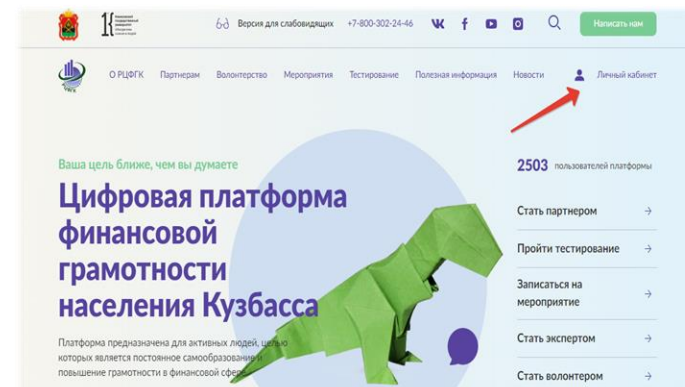 Версия для слабовидящих
+7-800-302-24-46
Написать нам
О РЦФГК Партнерам Волонтерство Мероприятия Тестирование Полезная информация Новости Личный кабинет
Ваша цель ближе, чем вы думаете
Цифровая платформа
финансовой
грамотности
населения Кузбасса
Платформа предназначена для активных людей, целью
которых является постоянное самообразование и
повышение грамотности в финансовой сфере
2503 пользователей платформы
Стать партнером
Пройти тестирование
Записаться на
мероприятие
Стать экспертом
Стать волонтером